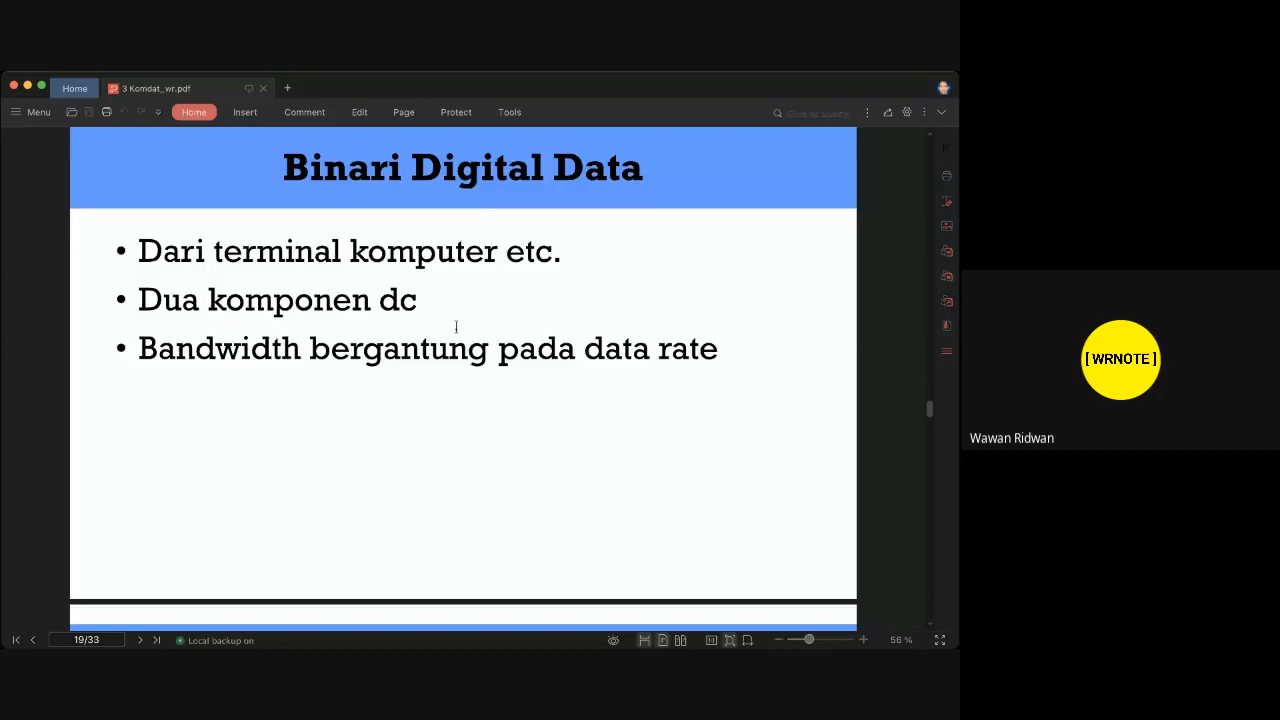 Home
3 Komdat_wr.pdf
Menu
Home
Insert
Comment
Edit
Page
Protect
Tools
Binari Digital Data
• Dari terminal komputer etc.
• Dua komponen dc
• Bandwidth bergantung pada data rate
[ WRNOTE ]
Wawan Ridwan
19/33
Local backup on
56 %